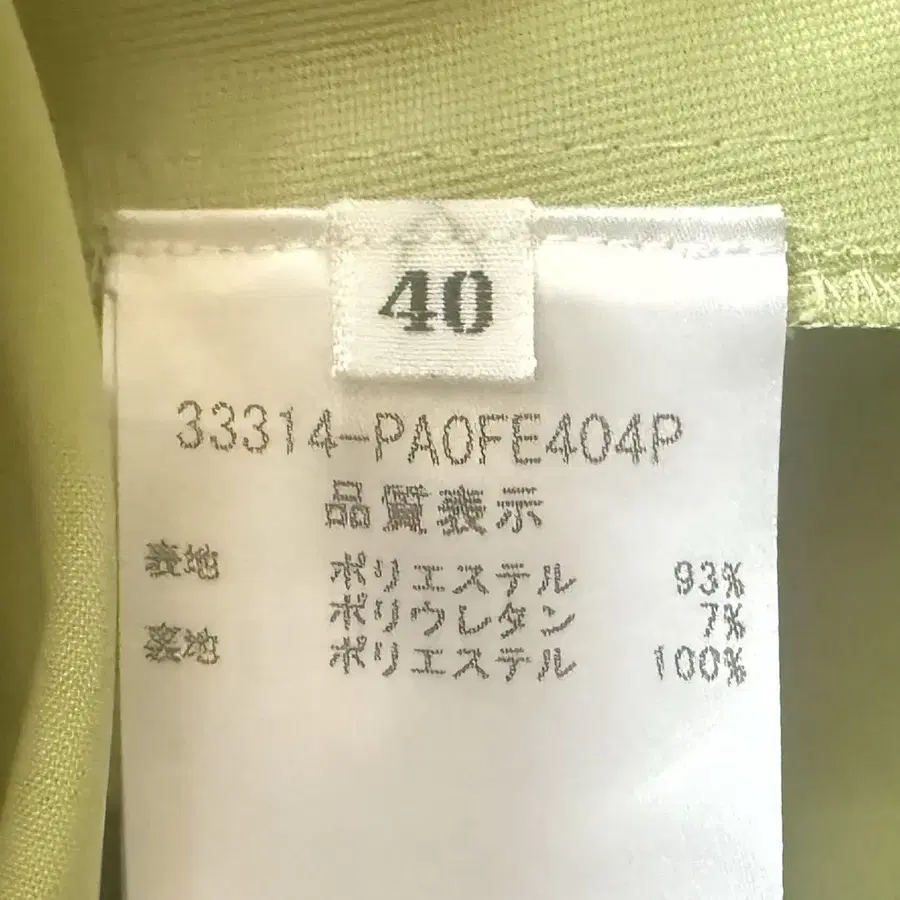 40
33314-PA0FE404P
品質表示
表地 ポリエステル 93%
ポリウレタン 7%
裏地 ポリエステル 100%